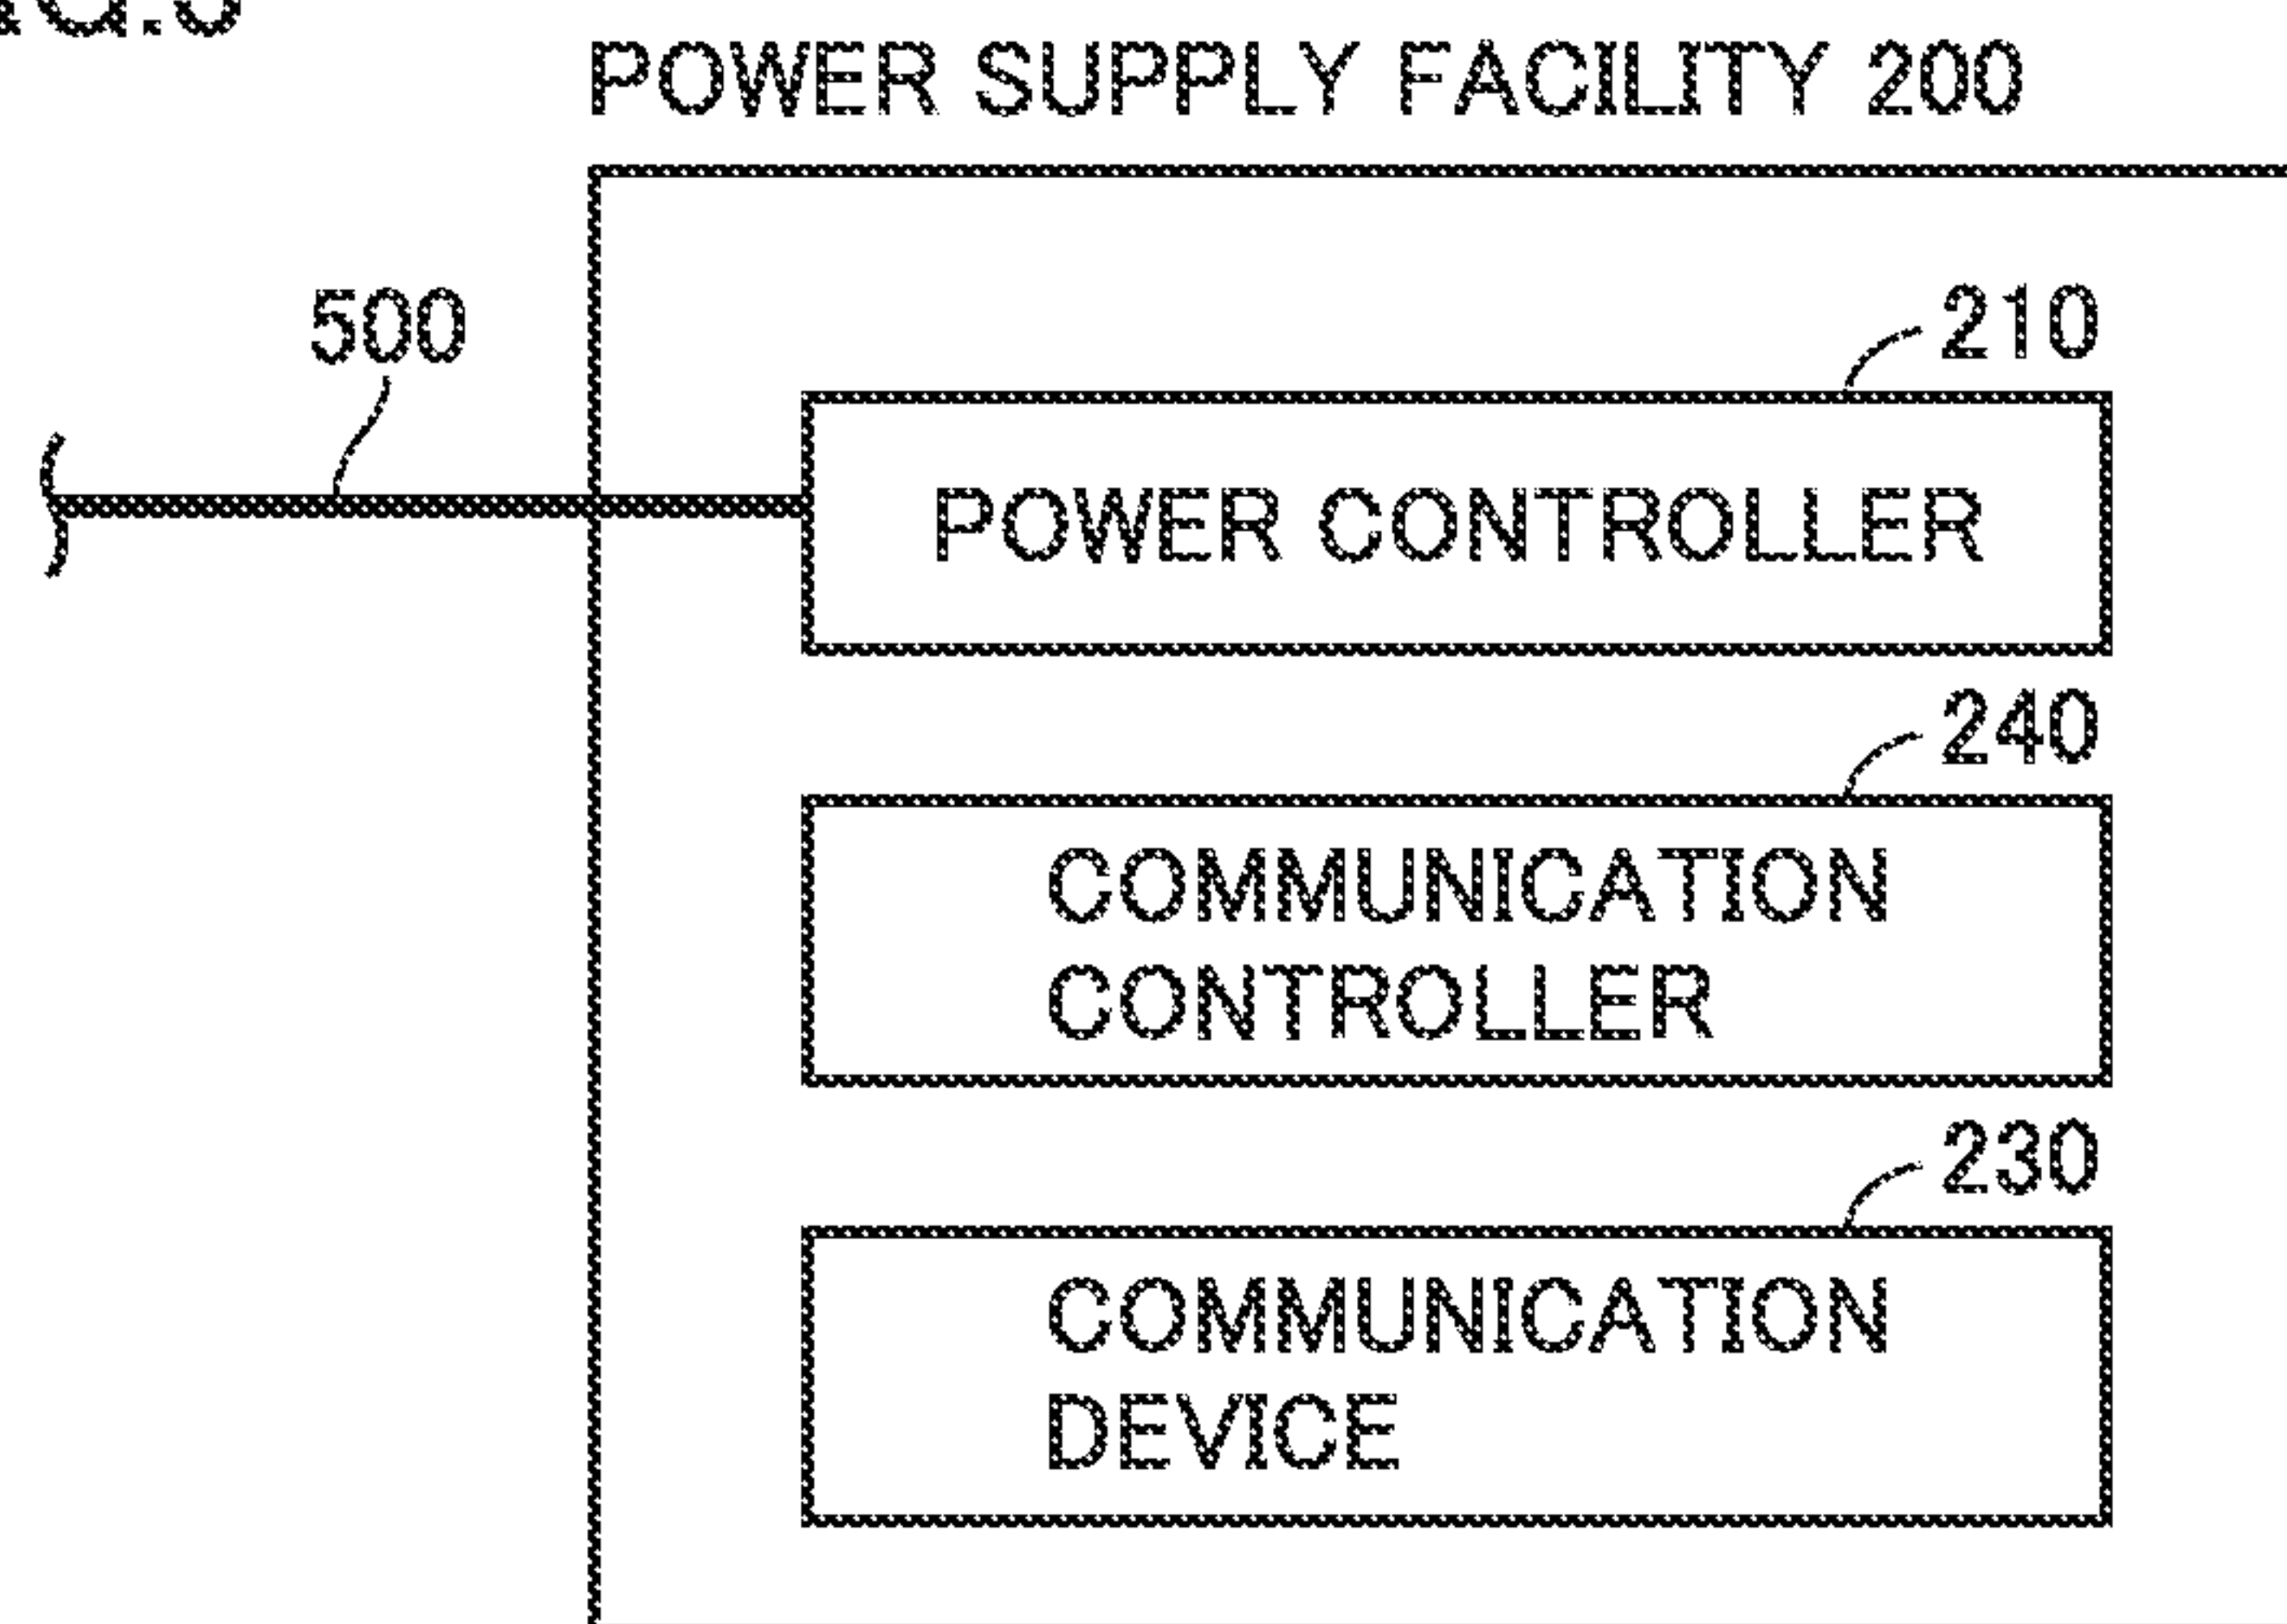 POWER SUPPLY FACILITY 200
500
210
POWER CONTROLLER
240
COMMUNICATION
CONTROLLER
230
COMMUNICATION
DEVICE